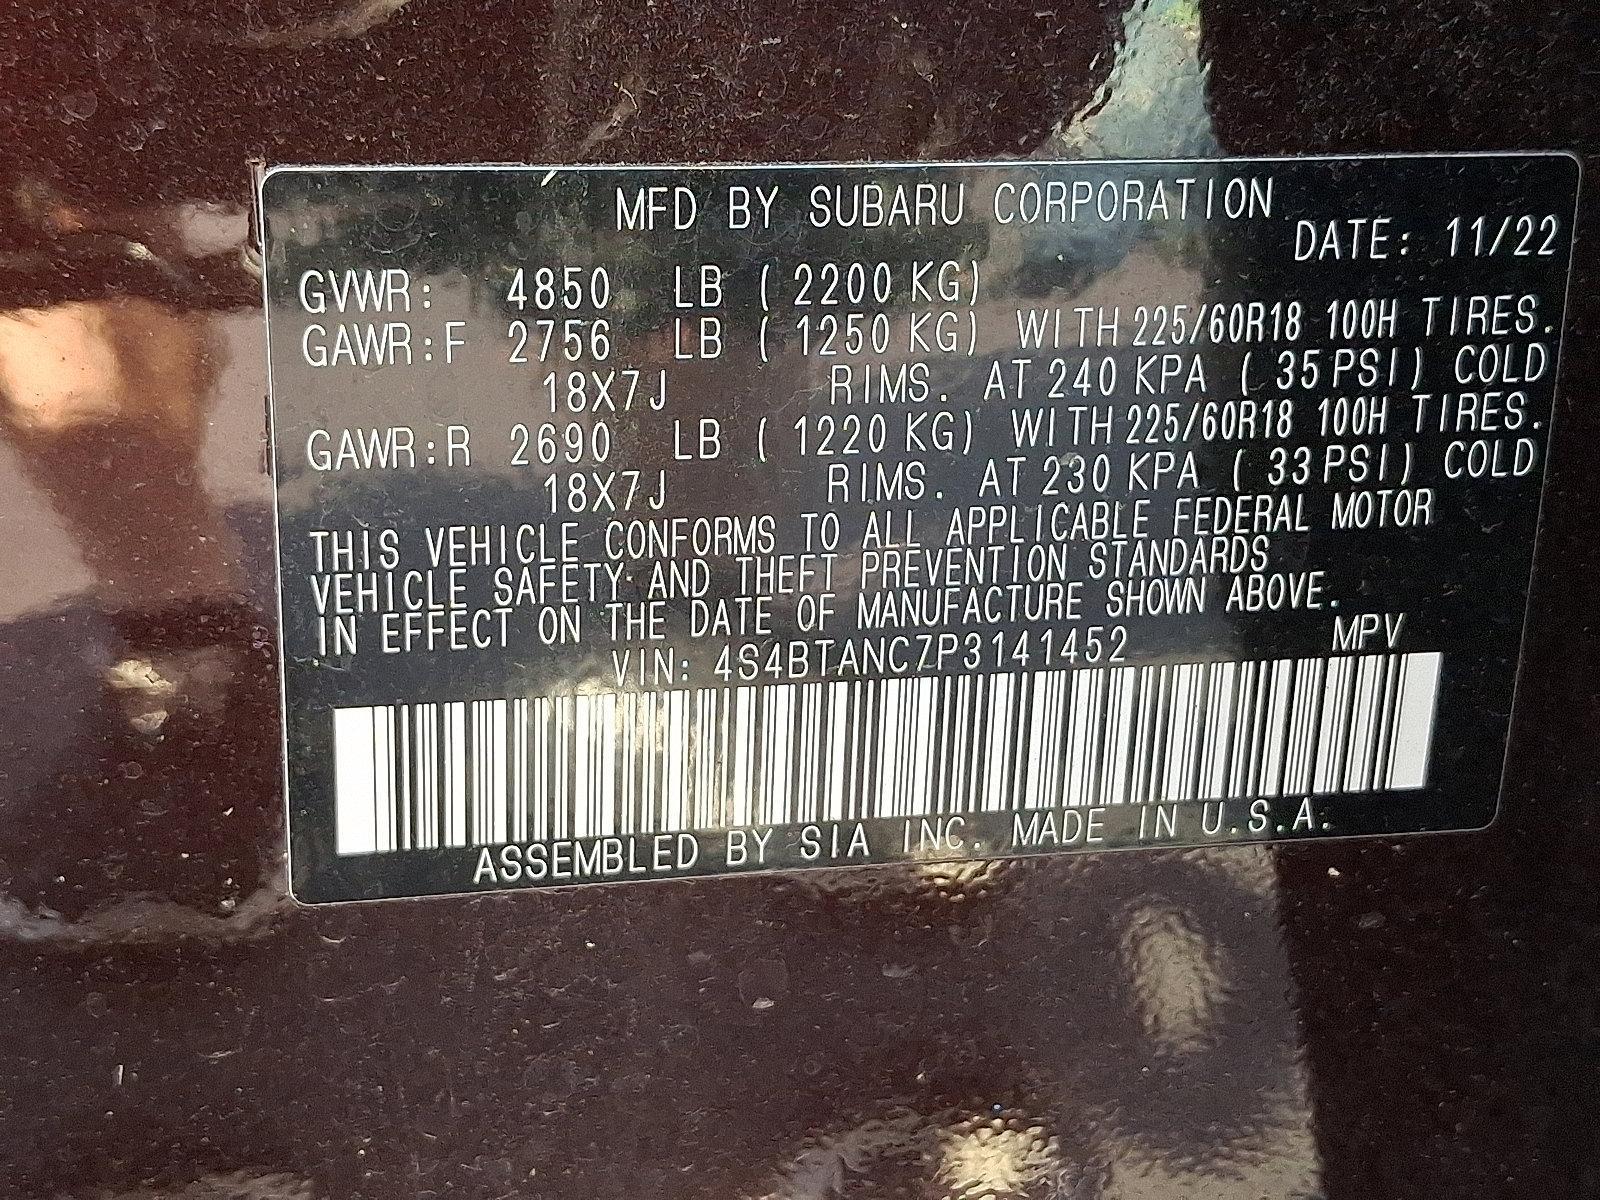 MFD BY SUBARU CORPORATION
DATE: 11/22
GVWR: 4850 LB ( 2200 KG)
GAWR:F 2756 LB ( 1250 KG) WITH 225/60R18 100H TIRES.
18X7J RIMS. AT 240 KPA ( 35 PSI) COLD
GAWR:R 2690 LB ( 1220 KG) WITH 225/60R18 100H TIRES.
18X7J RIMS. AT 230 KPA ( 33 PSI) COLD
THIS VEHICLE CONFORMS TO ALL APPLICABLE FEDERAL MOTOR
VEHICLE SAFETY AND THEFT PREVENTION STANDARDS
IN EFFECT ON THE DATE OF MANUFACTURE SHOWN ABOVE.
VIN: 4S4BTANC7P3141452 MPV
ASSEMBLED BY SIA INC. MADE IN U.S.A.